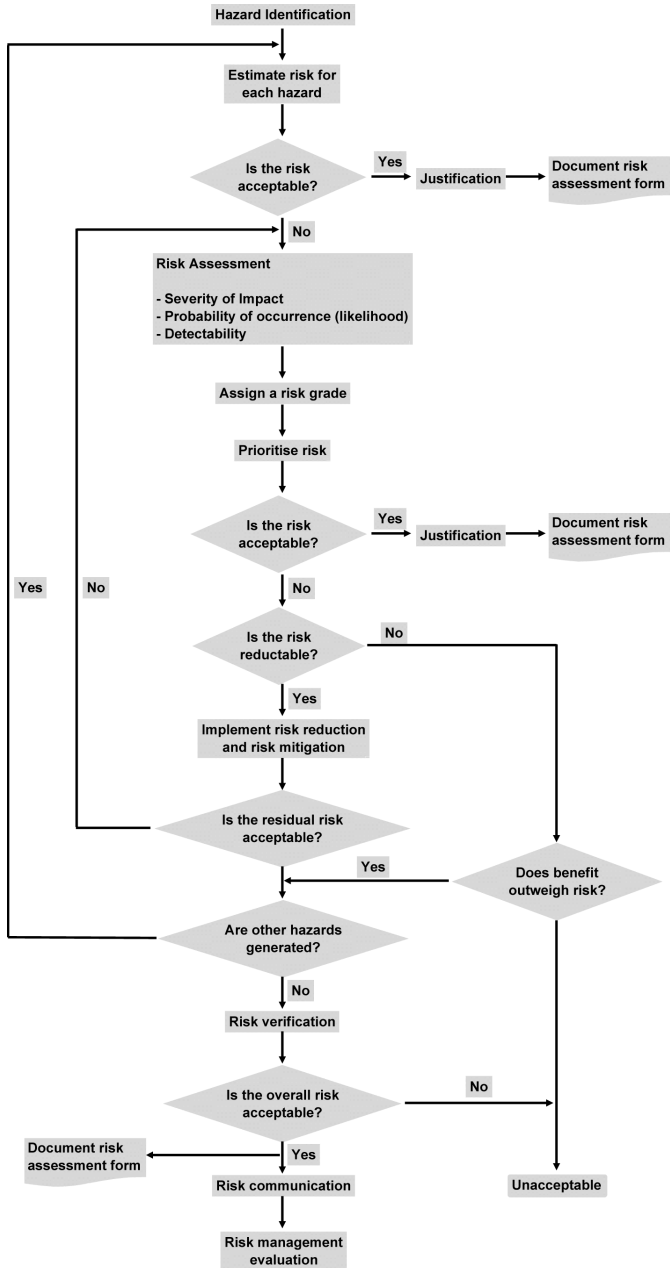 Hazard Identification
Estimate risk for
each hazard
Is the risk
acceptable?
Yes
Justification
Document risk
assessment form
No
Risk Assessment
- Severity of Impact
- Probability of occurrence (likelihood)
- Detectability
Assign a risk grade
Prioritise risk
Is the risk
acceptable?
Yes
Justification
Document risk
assessment form
Yes
No
No
Is the risk
reductable?
No
Yes
Implement risk reduction
and risk mitigation
Is the residual risk
acceptable?
Yes
Does benefit
outweigh risk?
Are other hazards
generated?
No
Risk verification
Is the overall risk
acceptable?
No
Document risk
assessment form
Yes
Risk communication
Unacceptable
Risk management
evaluation